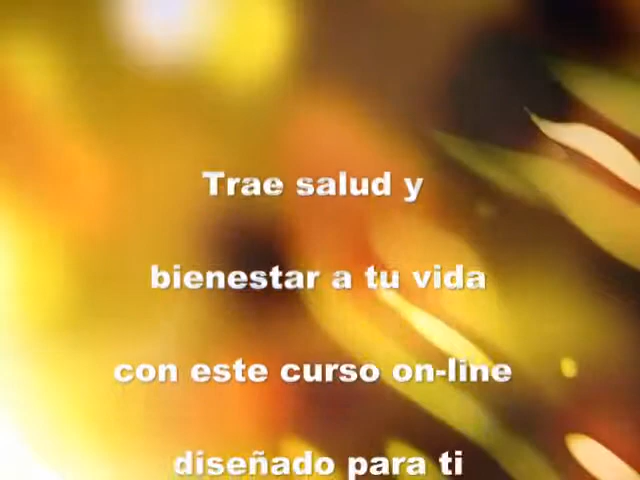 Trae salud y
bienestar a tu vida
con este curso on-line
diseñado para ti